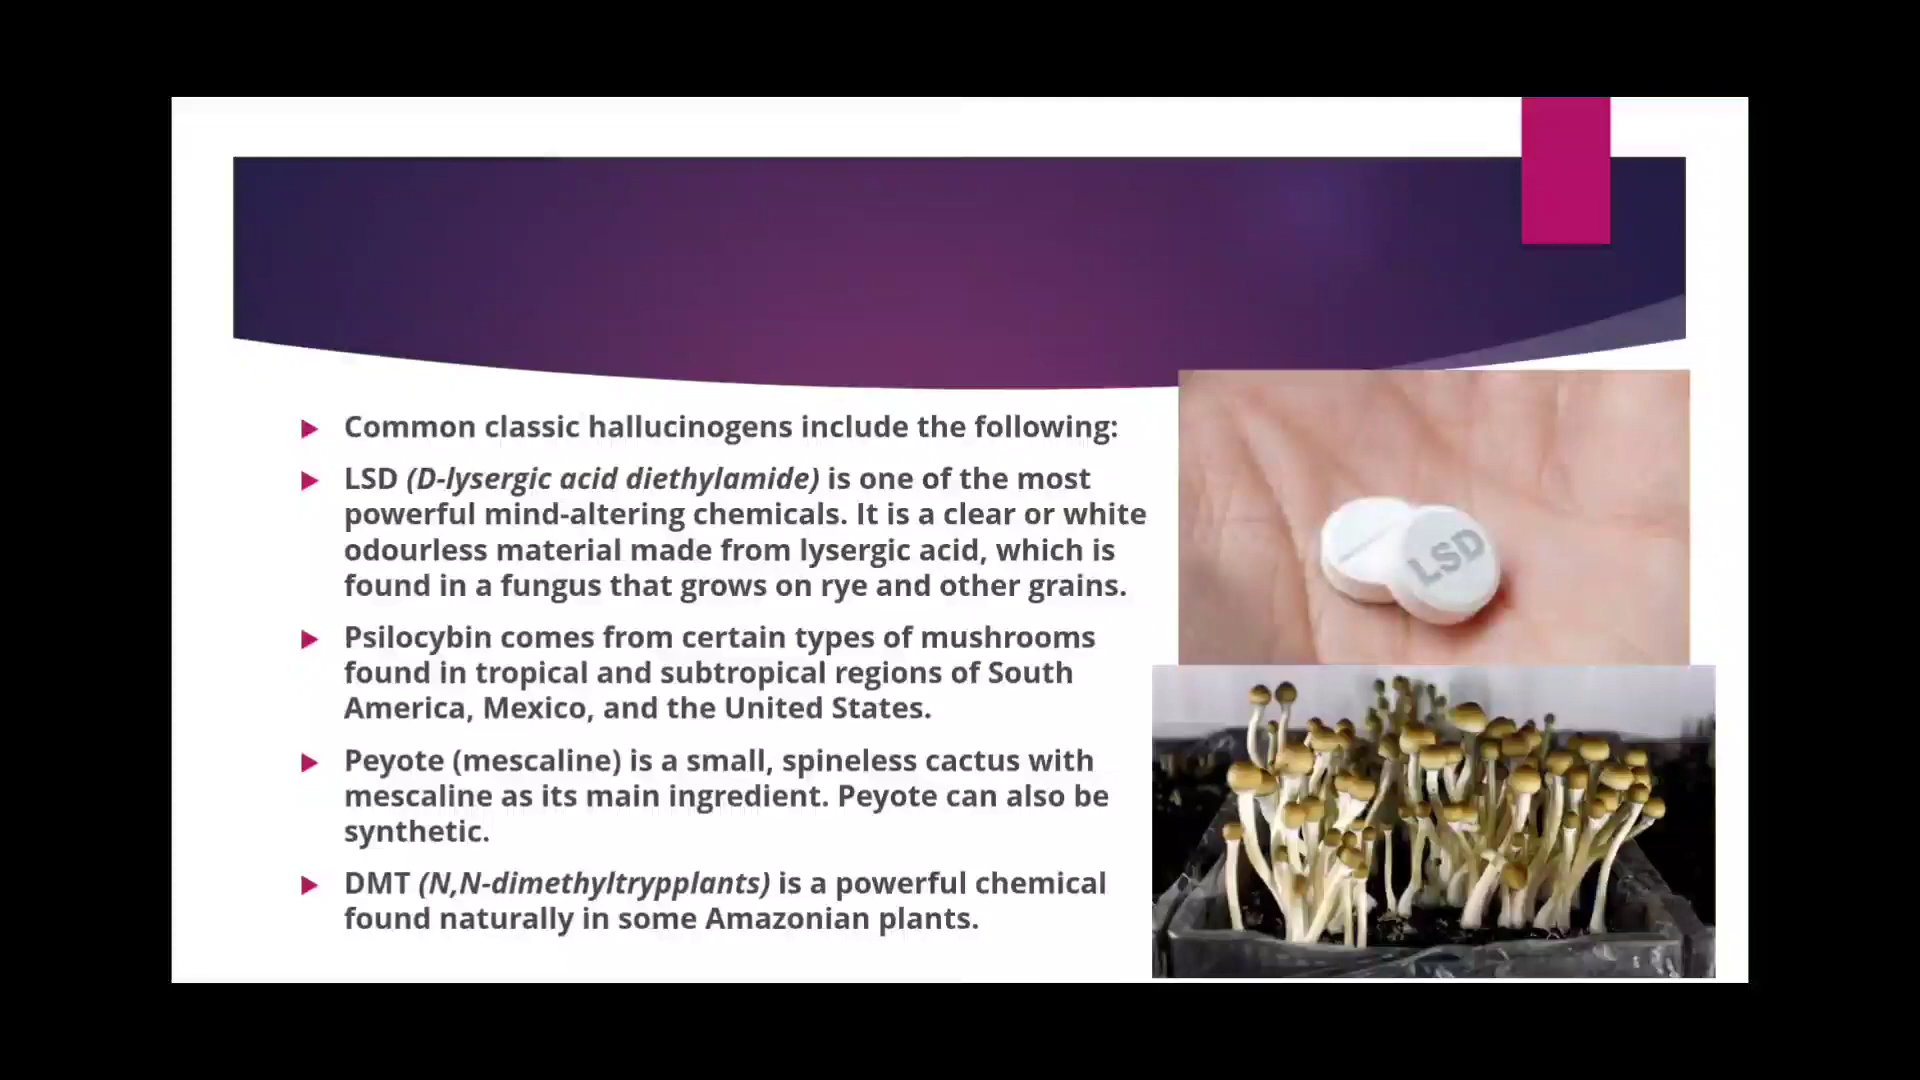 Common classic hallucinogens include the following:
LSD (D-lysergic acid diethylamide) is one of the most
powerful mind-altering chemicals. It is a clear or white
odourless material made from lysergic acid, which is
found in a fungus that grows on rye and other grains.
Psilocybin comes from certain types of mushrooms
found in tropical and subtropical regions of South
America, Mexico, and the United States.
Peyote (mescaline) is a small, spineless cactus with
mescaline as its main ingredient. Peyote can also be
synthetic.
DMT (N,N-dimethyltrypplants) is a powerful chemical
found naturally in some Amazonian plants.
LSD